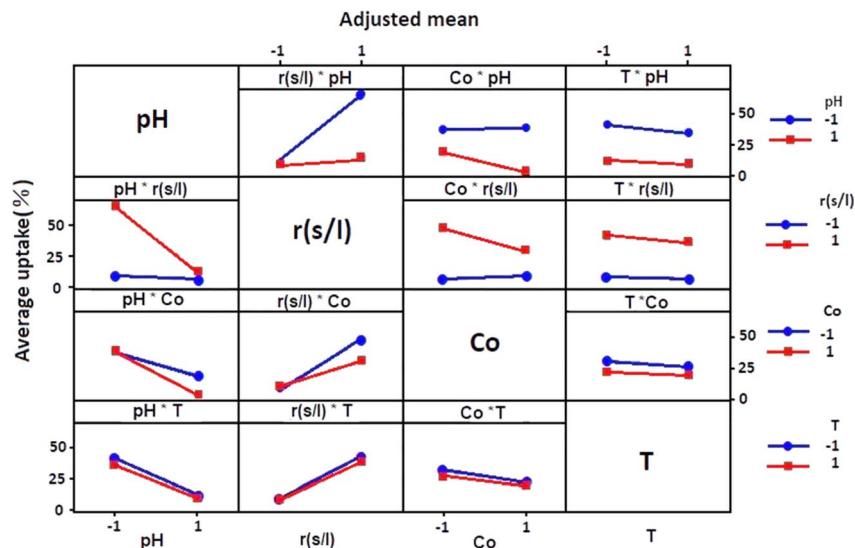 Adjusted mean
-1 1 -1 1
r(s/l) * pH Co * pH T * pH
pH
50
25
0
pH
-1
1
pH * r(s/l) Co * r(s/l) T * r(s/l)
50
25
0
r(s/l)
r(s/l)
-1
1
Average uptake(%)
pH * Co r(s/l) * Co T *Co
Co
50
25
0
Co
-1
1
pH * T r(s/l) * T Co *T
50
25
0
T
T
-1
1
-1 1 -1 1
pH r(s/l) Co T